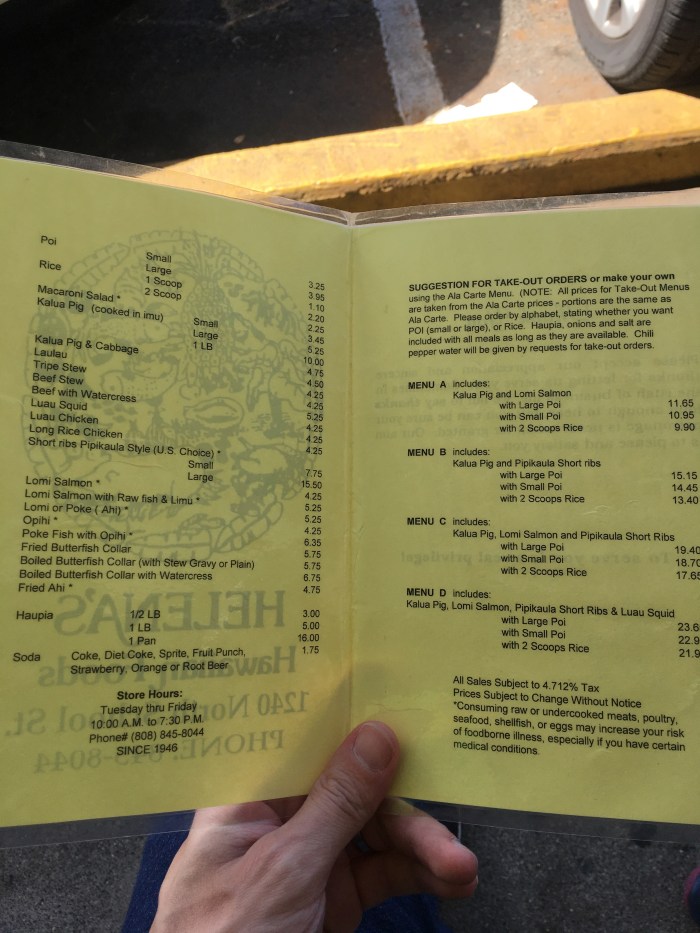 Poi Small 3.25
Large 3.95
Rice 1 Scoop 1.10
2 Scoop 2.20
Macaroni Salad * 2.25
Kalua Pig (cooked in imu) Small 3.45
Large 5.25
1 LB 10.00
Kalua Pig & Cabbage 4.75
Laulau 4.50
Tripe Stew 4.25
Beef Stew 4.25
Beef with Watercress 4.25
Luau Squid 5.25
Luau Chicken 4.25
Long Rice Chicken 4.25
Short ribs Pipikaula Style (U.S. Choice) *
Small 7.75
Large 15.50
Lomi Salmon * 4.25
Lomi Salmon with Raw fish & Limu * 5.25
Lomi or Poke ( Ahi) * 5.25
Opihi * 4.25
Poke Fish with Opihi * 6.35
Fried Butterfish Collar 5.75
Boiled Butterfish Collar (with Stew Gravy or Plain) 5.75
Boiled Butterfish Collar with Watercress 6.75
Fried Ahi * 4.75
Haupia 1/2 LB 3.00
1 LB 5.00
1 Pan 16.00
Soda Coke, Diet Coke, Sprite, Fruit Punch, 1.75
Strawberry, Orange or Root Beer
Store Hours:
Tuesday thru Friday
10:00 A.M. to 7:30 P.M.
Phone# (808) 845-8044
SINCE 1946
SUGGESTION FOR TAKE-OUT ORDERS or make your own
using the Ala Carte Menu. (NOTE: All prices for Take-Out Menus
are taken from the Ala Carte prices - portions are the same as
Ala Carte. Please order by alphabet, stating whether you want
POI (small or large), or Rice. Haupia, onions and salt are
included with all meals as long as they are available. Chili
pepper water will be given by requests for take-out orders.
MENU A includes:
Kalua Pig and Lomi Salmon
with Large Poi 11.65
with Small Poi 10.95
with 2 Scoops Rice 9.90
MENU B includes:
Kalua Pig and Pipikaula Short ribs
with Large Poi 15.15
with Small Poi 14.45
with 2 Scoops Rice 13.40
MENU C includes:
Kalua Pig, Lomi Salmon and Pipikaula Short Ribs
with Large Poi 19.40
with Small Poi 18.70
with 2 Scoops Rice 17.65
MENU D includes:
Kalua Pig, Lomi Salmon, Pipikaula Short Ribs & Luau Squid
with Large Poi 23.6
with Small Poi 22.9
with 2 Scoops Rice 21.9
All Sales Subject to 4.712% Tax
Prices Subject to Change Without Notice
*Consuming raw or undercooked meats, poultry,
seafood, shellfish, or eggs may increase your risk
of foodborne illness, especially if you have certain
medical conditions.
HELENA'S